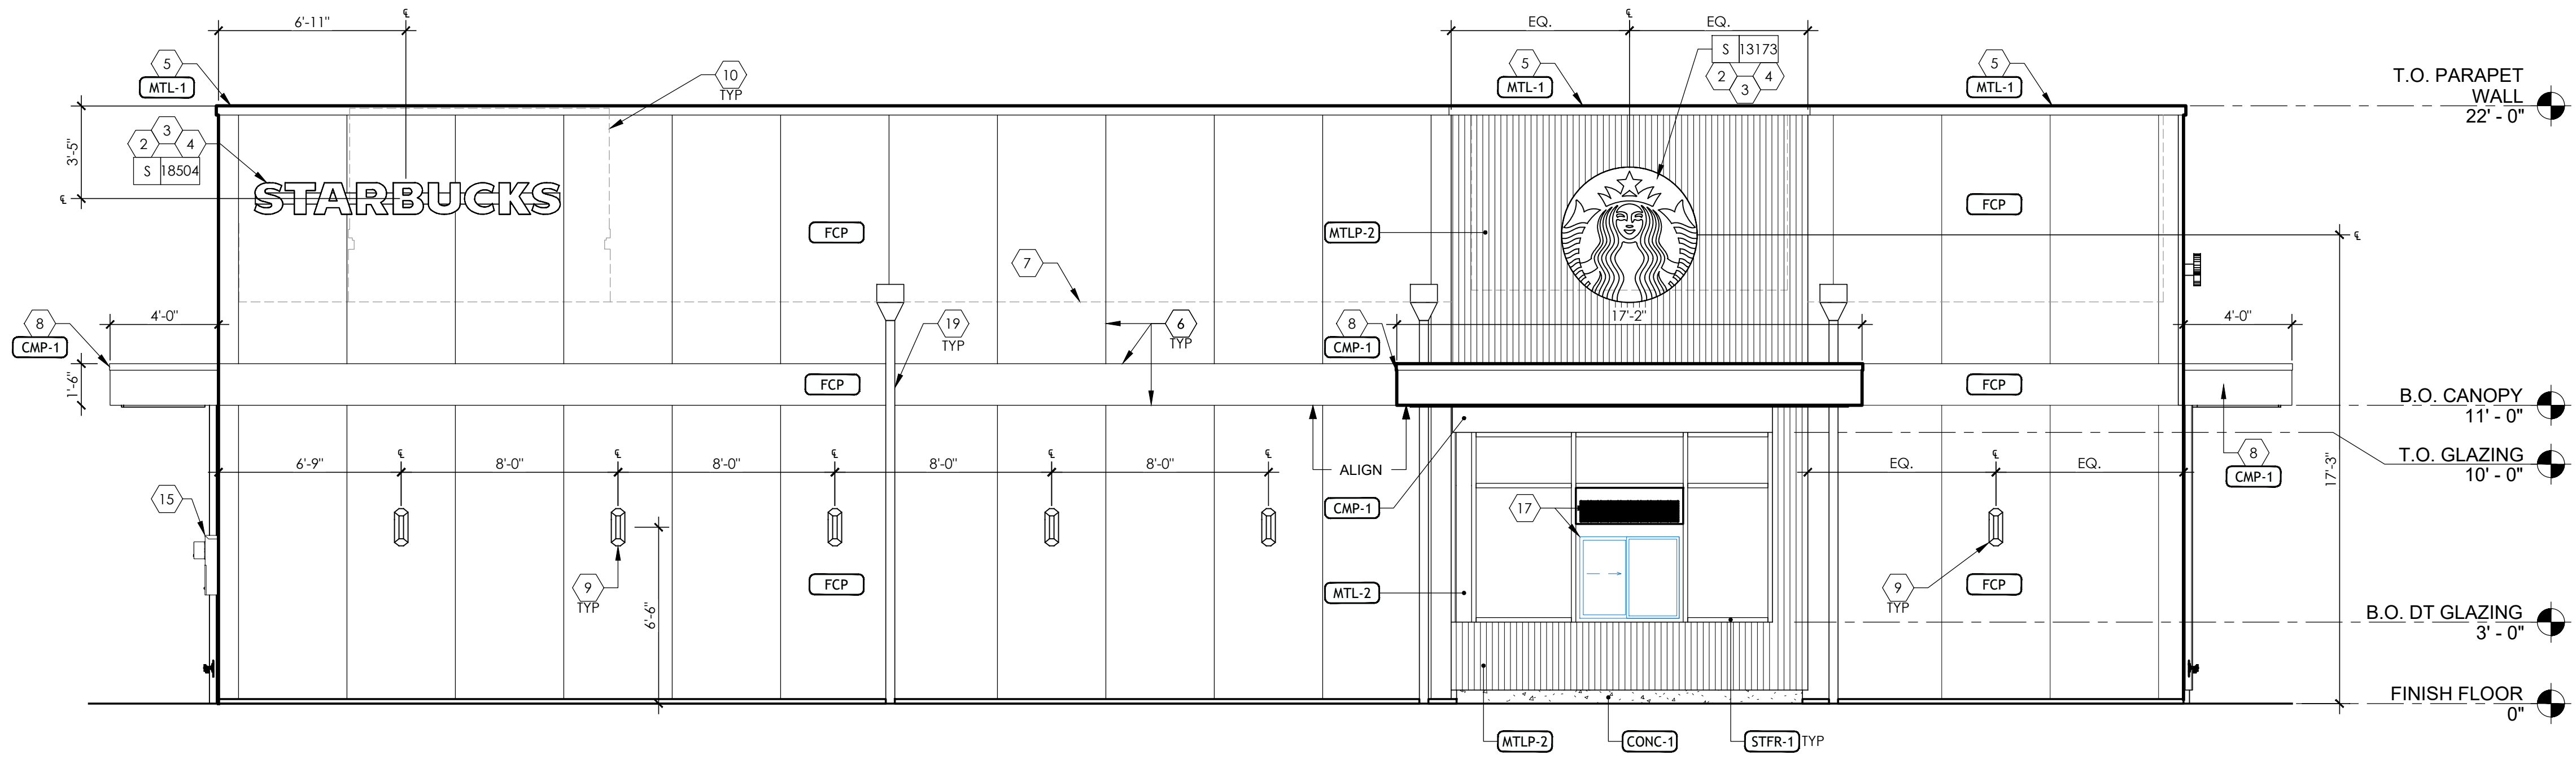 6'-11"
℄
EQ.
℄
EQ.
5
MTL-1
10
TYP
5
MTL-1
S 13173
2 4
3
5
MTL-1
T.O. PARAPET
WALL
22' - 0"
3'-5"
℄
3
2 4
S 18504
STARBUCKS
FCP
MTLP-2
FCP
℄
7
8
CMP-1
4'-0"
1'-6"
19
TYP
6
TYP
8
CMP-1
17'-2"
4'-0"
FCP
FCP
B.O. CANOPY
11' - 0"
T.O. GLAZING
10' - 0"
8
CMP-1
17'-3"
6'-9"
℄
8'-0"
℄
8'-0"
℄
8'-0"
℄
8'-0"
℄
ALIGN
EQ.
℄
EQ.
15
CMP-1
17
9
TYP
6'-6"
FCP
MTL-2
9
TYP
FCP
B.O. DT GLAZING
3' - 0"
FINISH FLOOR
0"
MTLP-2
CONC-1
STFR-1 TYP